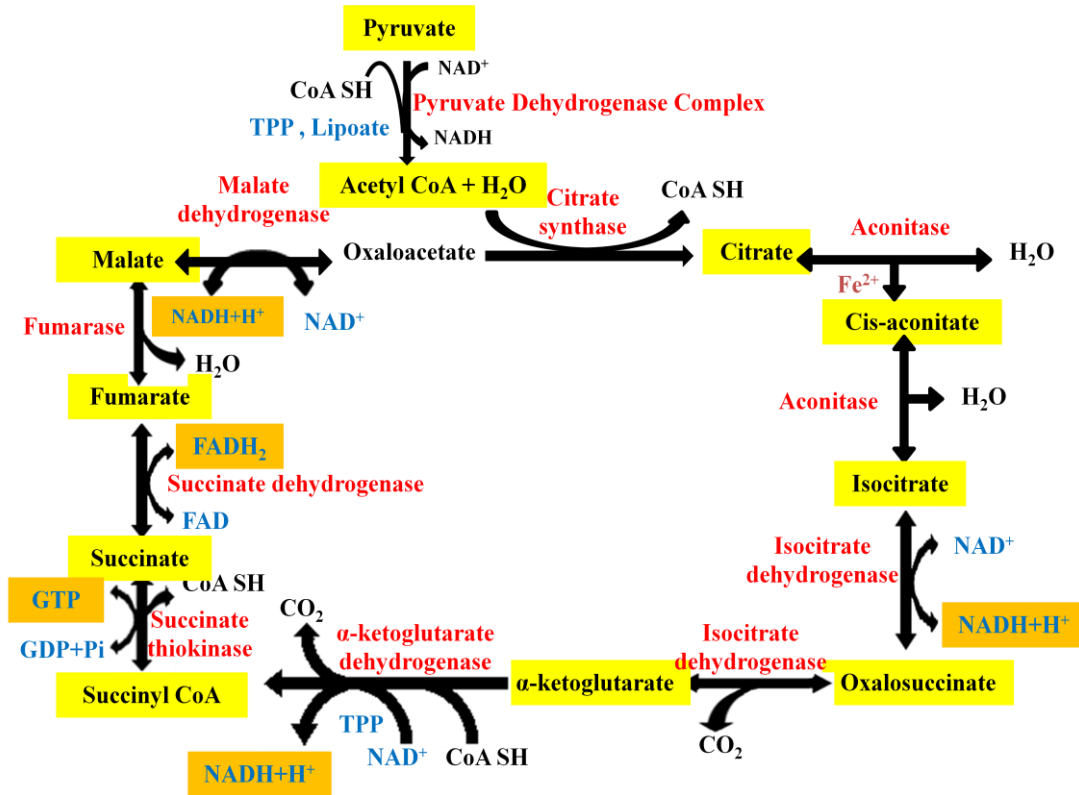 Pyruvate
CoA SH
NAD⁺
Pyruvate Dehydrogenase Complex
TPP , Lipoate
NADH
Acetyl CoA + H₂O
Malate
dehydrogenase
Citrate
synthase
CoA SH
Malate
Oxaloacetate
Citrate
Aconitase
H₂O
Fe²⁺
NADH+H⁺
NAD⁺
Cis-aconitate
Fumarase
H₂O
Fumarate
Aconitase
H₂O
FADH₂
Succinate dehydrogenase
FAD
Isocitrate
Succinate
Isocitrate
dehydrogenase
NAD⁺
NADH+H⁺
GTP
CoA SH
GDP+Pi
Succinate
thiokinase
CO₂
α-ketoglutarate
dehydrogenase
Isocitrate
dehydrogenase
Succinyl CoA
α-ketoglutarate
Oxalosuccinate
TPP
NAD⁺
CoA SH
NADH+H⁺
CO₂